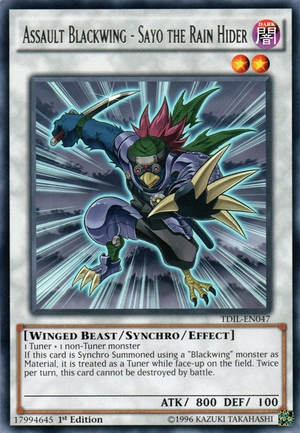 Assault Blackwing - Sayo the Rain Hider
DARK
闇
TDIL-EN047
[Winged Beast/Synchro/Effect]
1 Tuner + 1 non-Tuner monster
If this card is Synchro Summoned using a "Blackwing" monster as
Material, it is treated as a Tuner while face-up on the field. Twice
per turn, this card cannot be destroyed by battle.
ATK/ 800 DEF/ 100
17994645 1st Edition ©1996 KAZUKI TAKAHASHI